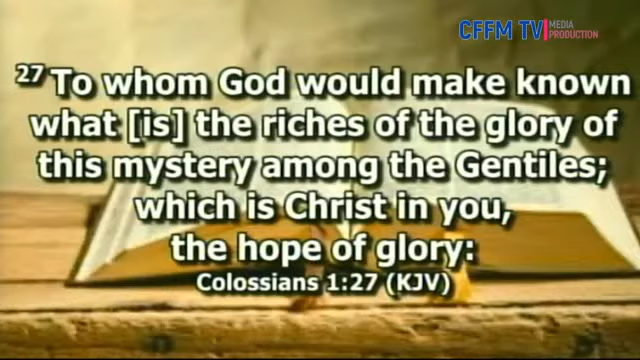 CFFM TV MEDIA
PRODUCTION
27 To whom God would make known
what [is] the riches of the glory of
this mystery among the Gentiles;
which is Christ in you,
the hope of glory:
Colossians 1:27 (KJV)